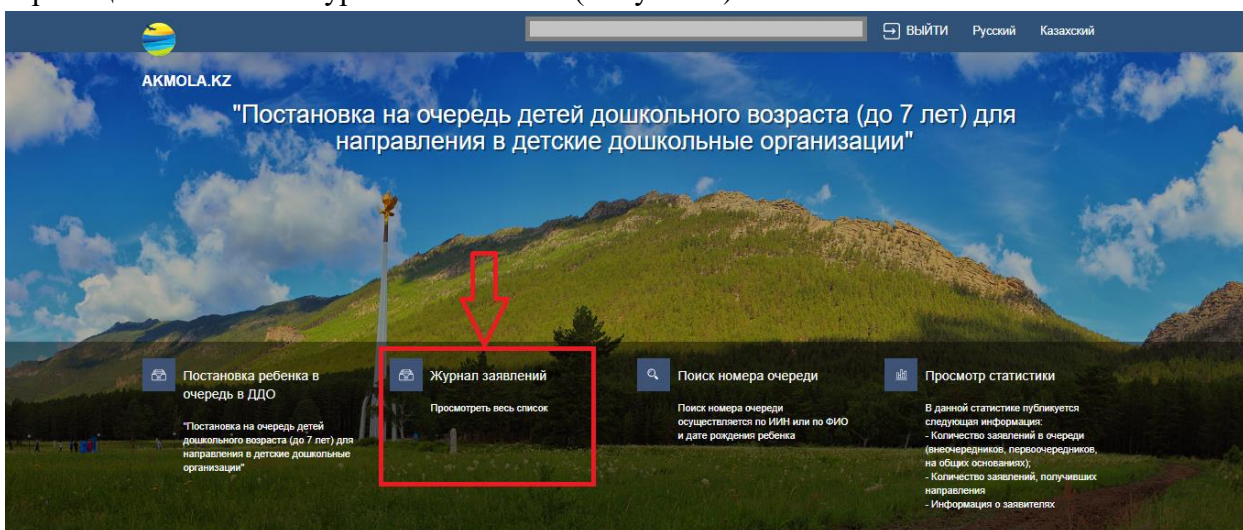 ВЫЙТИ Русский Казахский
AKMOLA.KZ
"Постановка на очередь детей дошкольного возраста (до 7 лет) для
направления в детские дошкольные организации"
Постановка ребенка в
очередь в ДДО
"Постановка на очередь детей
дошкольного возраста (до 7 лет) для
направления в детские дошкольные
организации"
Журнал заявлений
Просмотреть весь список
Поиск номера очереди
Поиск номера очереди
осуществляется по ИИН или по ФИО
и дате рождения ребенка
Просмотр статистики
В данной статистике публикуется
следующая информация:
- Количество заявлений в очереди
(внеочередников, первоочередников,
на общих основаниях);
- Количество заявлений, получивших
направления
- Информация о заявителях